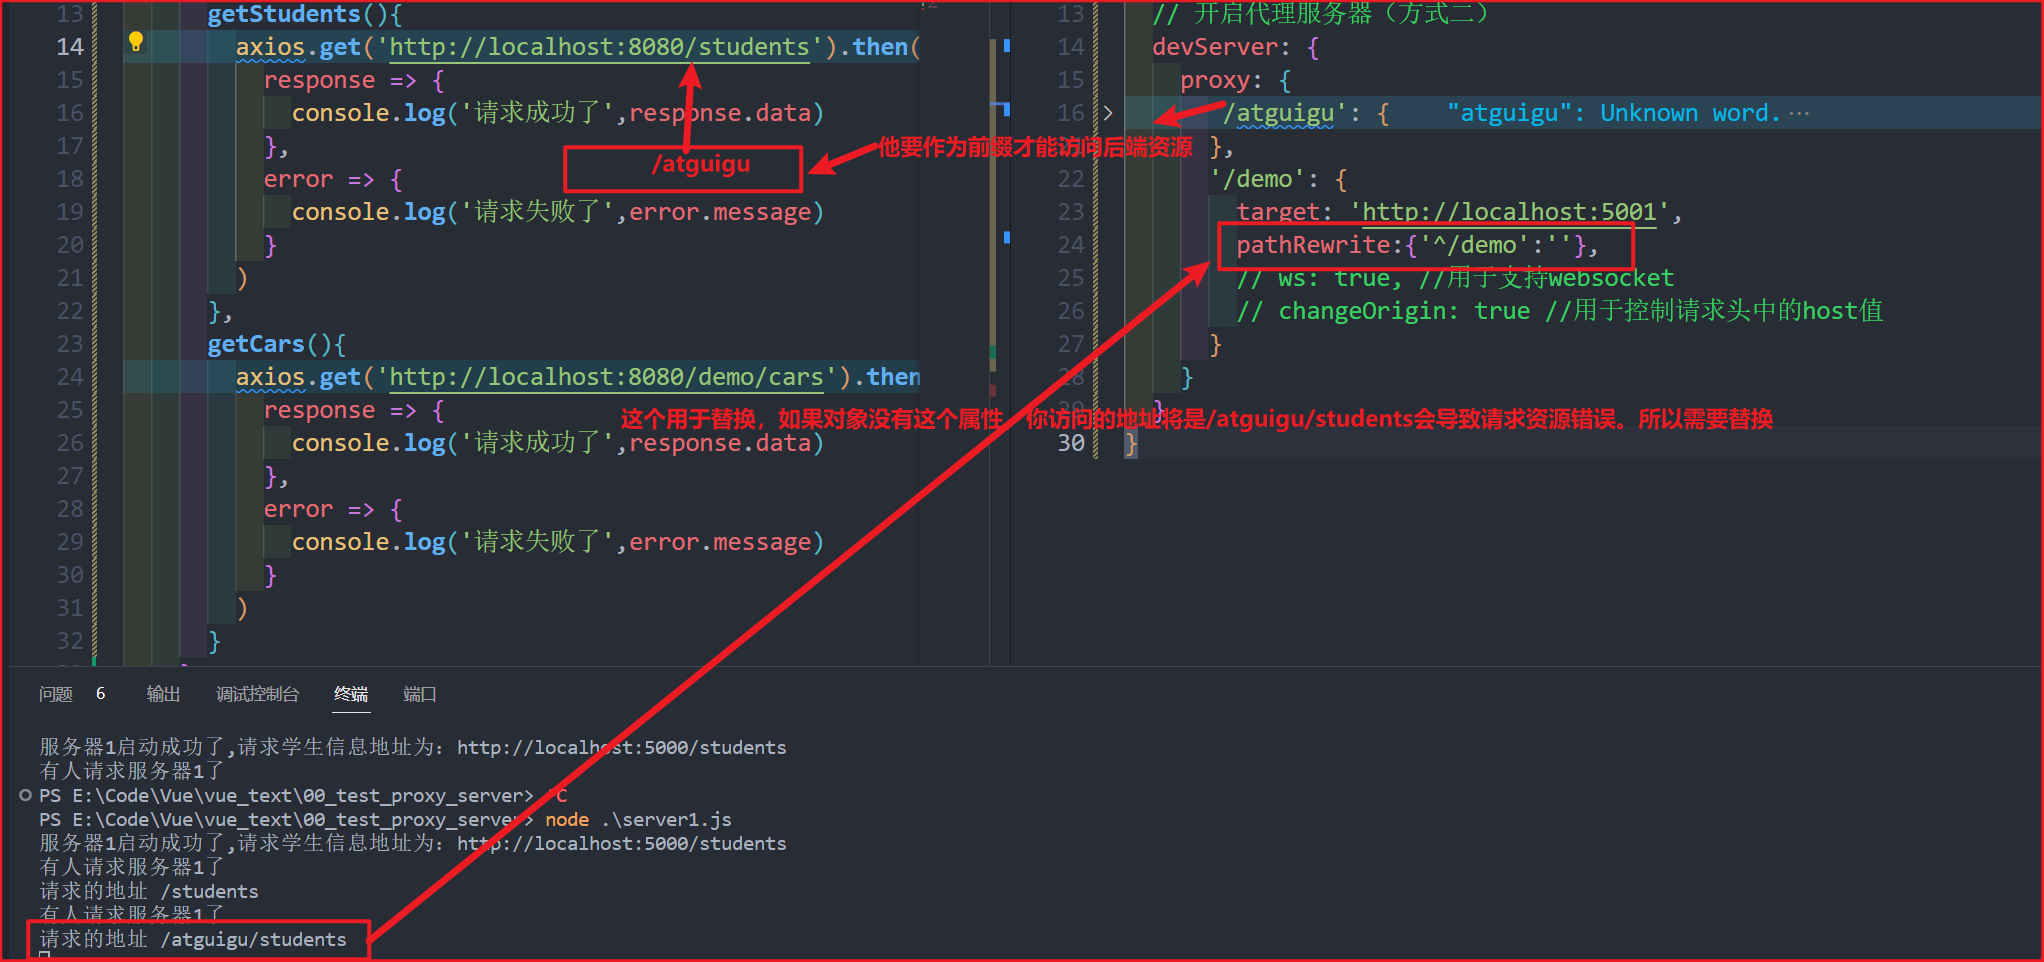 13 getStudents(){
14 axios.get('http://localhost:8080/students').then(
15 response => {
16 console.log('请求成功了',response.data)
17 },
18 error => {
19 console.log('请求失败了',error.message)
20 }
21 )
22 },
23 getCars(){
24 axios.get('http://localhost:8080/demo/cars').then
25 response => {
26 console.log('请求成功了',response.data)
27 },
28 error => {
29 console.log('请求失败了',error.message)
30 }
31 )
32 }
/atguigu
他要作为前缀才能访问后端资源
这个用于替换，如果对象没有这个属性，你访问的地址将是/atguigu/students会导致请求资源错误。所以需要替换
13 // 开启代理服务器（方式二）
14 devServer: {
15 proxy: {
16 '/atguigu': { "atguigu": Unknown word. ···
},
22 '/demo': {
23 target: 'http://localhost:5001',
24 pathRewrite:{'^/demo':''},
25 // ws: true, //用于支持websocket
26 // changeOrigin: true //用于控制请求头中的host值
27 }
28 }
29 }
30 }
问题 6 输出 调试控制台 终端 端口
服务器1启动成功了,请求学生信息地址为：http://localhost:5000/students
有人请求服务器1了
PS E:\Code\Vue\vue_text\00_test_proxy_server> ^C
PS E:\Code\Vue\vue_text\00_test_proxy_server> node .\server1.js
服务器1启动成功了,请求学生信息地址为：http://localhost:5000/students
有人请求服务器1了
请求的地址 /students
有人请求服务器1了
请求的地址 /atguigu/students